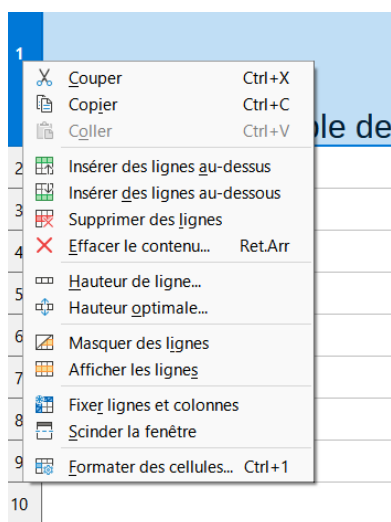 1
Couper Ctrl+X
Copier Ctrl+C
Coller Ctrl+V
ole de
2
Insérer des lignes au-dessus
Insérer des lignes au-dessous
3
Supprimer des lignes
4
Effacer le contenu... Ret.Arr
Hauteur de ligne...
5
Hauteur optimale...
6
Masquer des lignes
7
Afficher les lignes
Fixer lignes et colonnes
8
Scinder la fenêtre
9
Formater des cellules... Ctrl+1
10